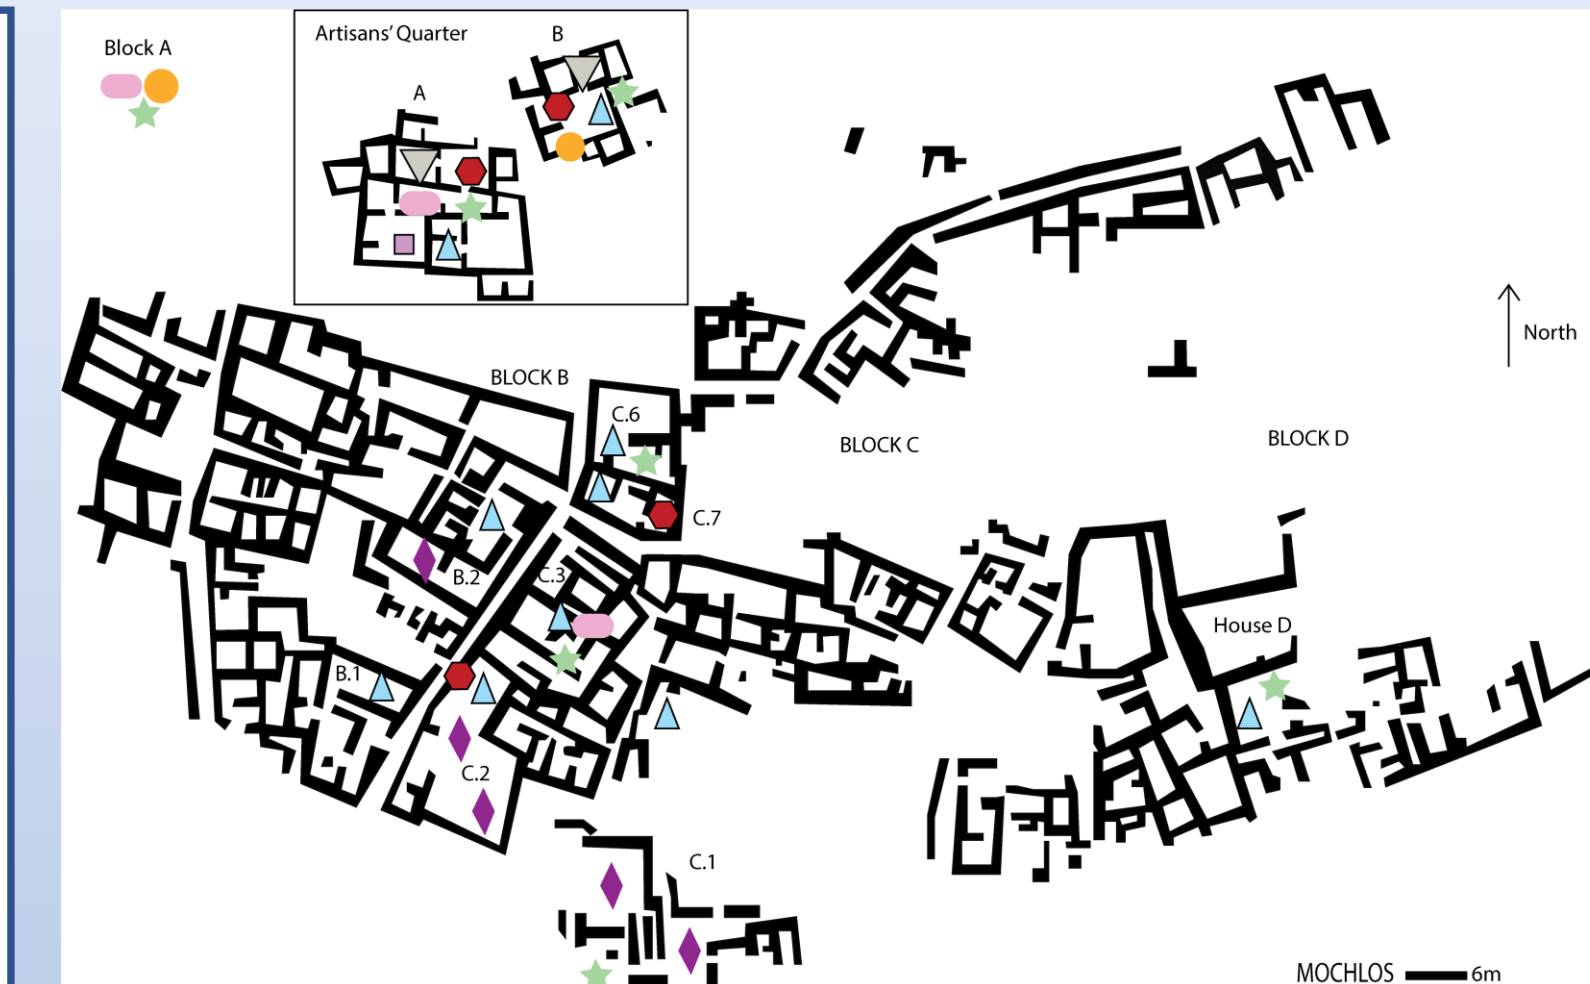 Block A
Artisans' Quarter
B
A
North
BLOCK B
C.6
BLOCK C
BLOCK D
C.7
C.3
B.2
House D
B.1
C.2
C.1
MOCHLOS 6m